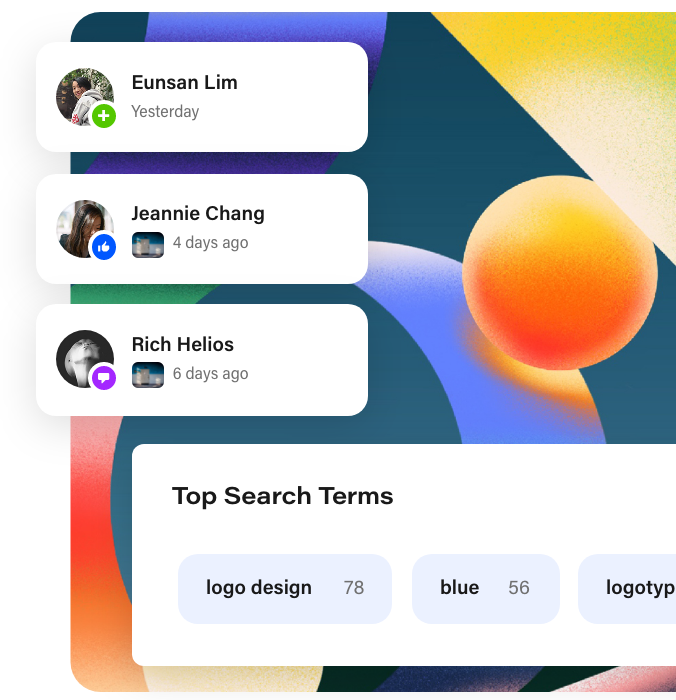 Eunsan Lim
Yesterday
Jeannie Chang
4 days ago
Rich Helios
6 days ago
Top Search Terms
logo design 78
blue 56
logotyp